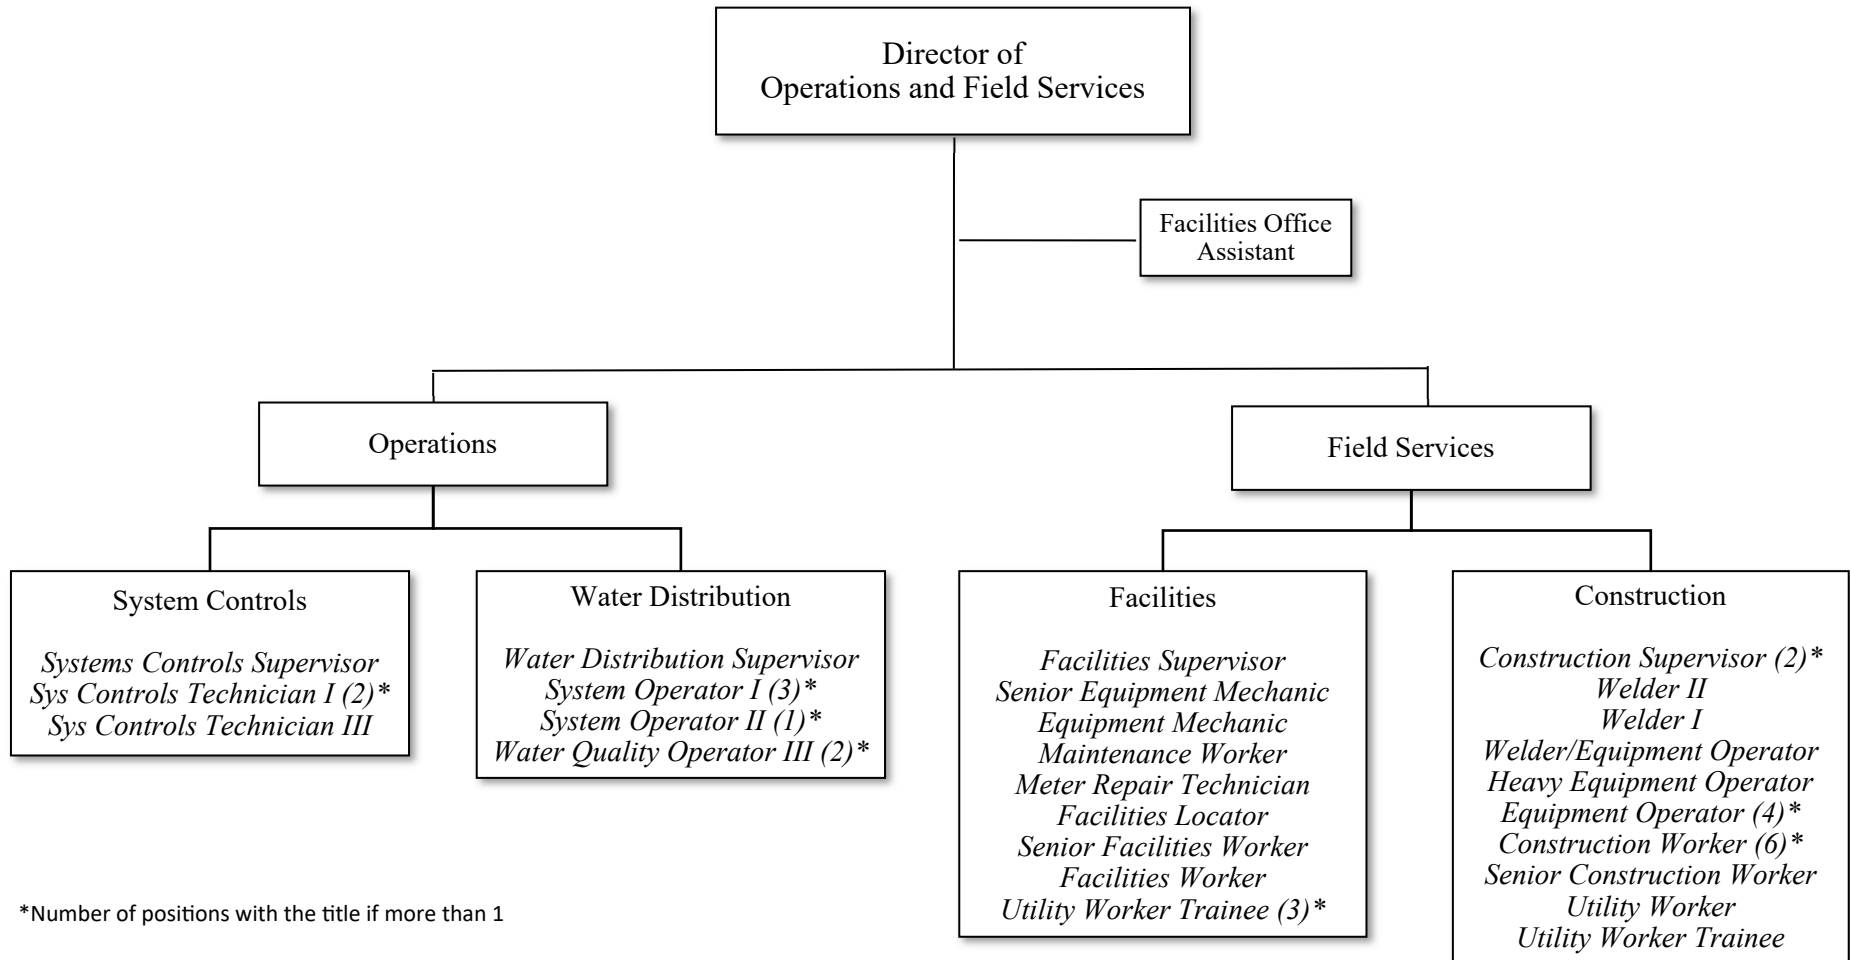 Director of
Operations and Field Services
Facilities Office
Assistant
Operations
Field Services
System Controls
Systems Controls Supervisor
Sys Controls Technician I (2)*
Sys Controls Technician III
Water Distribution
Water Distribution Supervisor
System Operator I (3)*
System Operator II (1)*
Water Quality Operator III (2)*
Facilities
Facilities Supervisor
Senior Equipment Mechanic
Equipment Mechanic
Maintenance Worker
Meter Repair Technician
Facilities Locator
Senior Facilities Worker
Facilities Worker
Utility Worker Trainee (3)*
Construction
Construction Supervisor (2)*
Welder II
Welder I
Welder/Equipment Operator
Heavy Equipment Operator
Equipment Operator (4)*
Construction Worker (6)*
Senior Construction Worker
Utility Worker
Utility Worker Trainee
*Number of positions with the title if more than 1